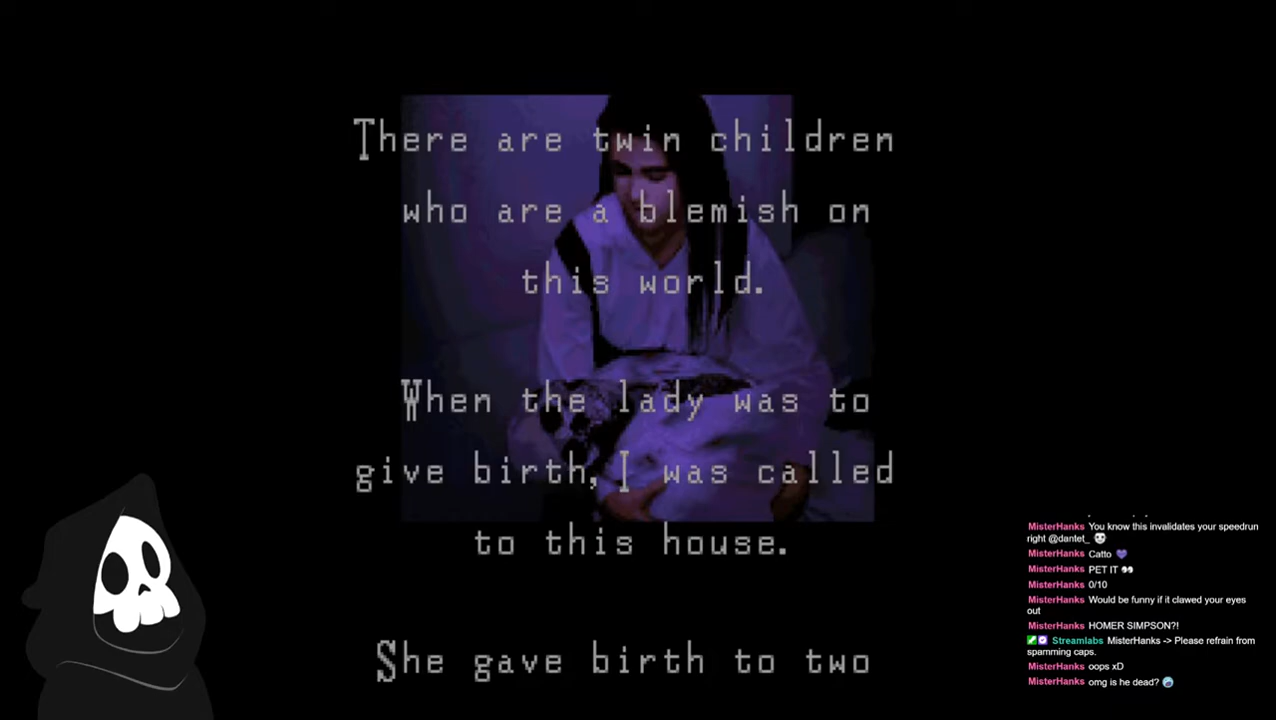 There are twin children
who are a blemish on
this world.
When the lady was to
give birth, I was called
to this house.
She gave birth to two
MisterHanks You know this invalidates your speedrun
right @dantet_
MisterHanks Catto 💜
MisterHanks PET IT 👀
MisterHanks 0/10
MisterHanks Would be funny if it clawed your eyes
out
MisterHanks HOMER SIMPSON?!
Streamlabs MisterHanks -> Please refrain from
spamming caps.
MisterHanks oops xD
MisterHanks omg is he dead?